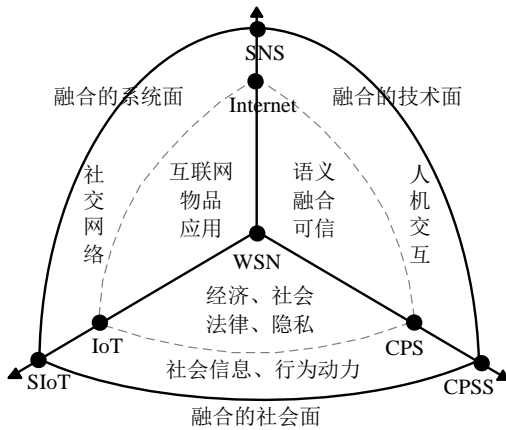 SNS
融合的系统面
Internet
融合的技术面
社交网络
互联网
物品
应用
语义
融合
可信
人机交互
WSN
经济、社会
法律、隐私
IoT
CPS
社会信息、行为动力
SIoT
CPSS
融合的社会面